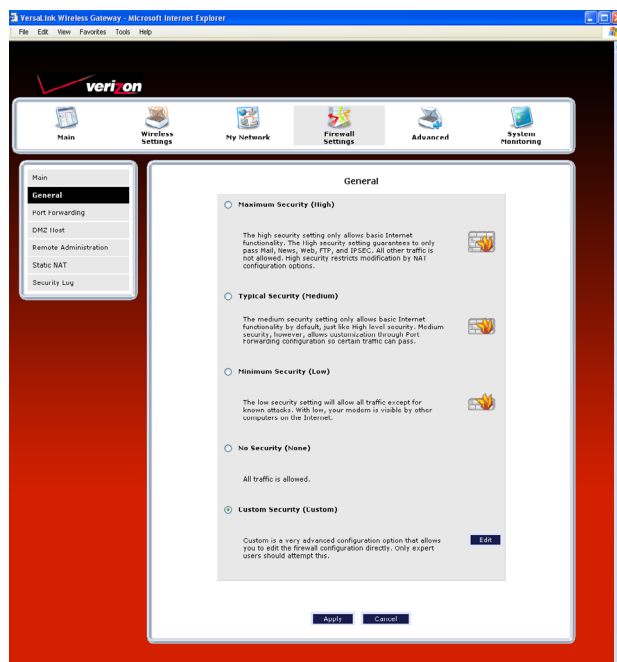 VersaLink Wireless Gateway - Microsoft Internet Explorer
File Edit View Favorites Tools Help
verizon
Main
Wireless Settings
My Network
Firewall Settings
Advanced
System Monitoring
Main
General
Port Forwarding
DMZ Host
Remote Administration
Static NAT
Security Log
General
Maximum Security (High)
The high security setting only allows basic Internet
functionality. The High security setting guarantees to only
pass Mail, News, Web, FTP, and IPSEC. All other traffic is
not allowed. High security restricts modification by NAT
configuration options.
Typical Security (Medium)
The medium security setting only allows basic Internet
functionality by default, just like High level security. Medium
security, however, allows customization through Port
Forwarding configuration so certain traffic can pass.
Minimum Security (Low)
The low security setting will allow all traffic except for
known attacks. With low, your modem is visible by other
computers on the Internet.
No Security (None)
All traffic is allowed.
Custom Security (Custom)
Custom is a very advanced configuration option that allows
you to edit the firewall configuration directly. Only expert
users should attempt this.
Edit
Apply Cancel